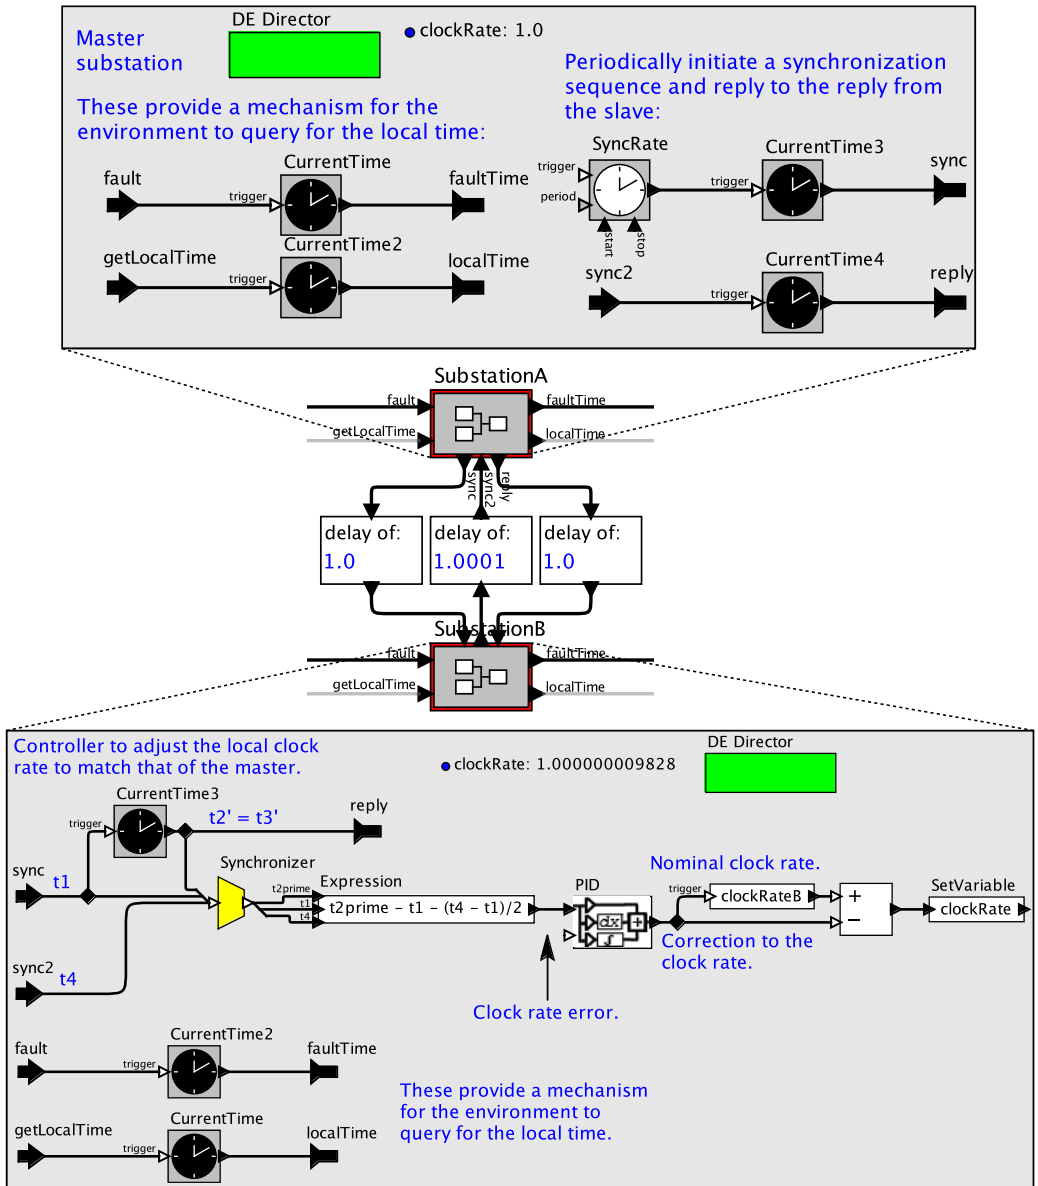 DE Director
clockRate: 1.0
Master
substation
Periodically initiate a synchronization
sequence and reply to the reply from
the slave:
These provide a mechanism for the
environment to query for the local time:
fault
trigger
CurrentTime
faultTime
getLocalTime
trigger
CurrentTime2
localTime
SyncRate
trigger
period
start
stop
trigger
CurrentTime3
sync
sync2
trigger
CurrentTime4
reply
SubstationA
fault
faultTime
getLocalTime
localTime
sync
sync2
reply
delay of:
1.0
delay of:
1.0001
delay of:
1.0
SubstationB
fault
faultTime
getLocalTime
localTime
Controller to adjust the local clock
rate to match that of the master.
clockRate: 1.000000009828
DE Director
CurrentTime3
trigger
t2' = t3'
reply
sync
t1
Synchronizer
t2prime
t1
t4
Expression
t2prime - t1 - (t4 - t1)/2
PID
dx
+
∫
Nominal clock rate.
trigger
clockRateB
+
−
SetVariable
clockRate
Correction to the
clock rate.
sync2
t4
Clock rate error.
fault
trigger
CurrentTime2
faultTime
These provide a mechanism
for the environment to
query for the local time.
getLocalTime
trigger
CurrentTime
localTime